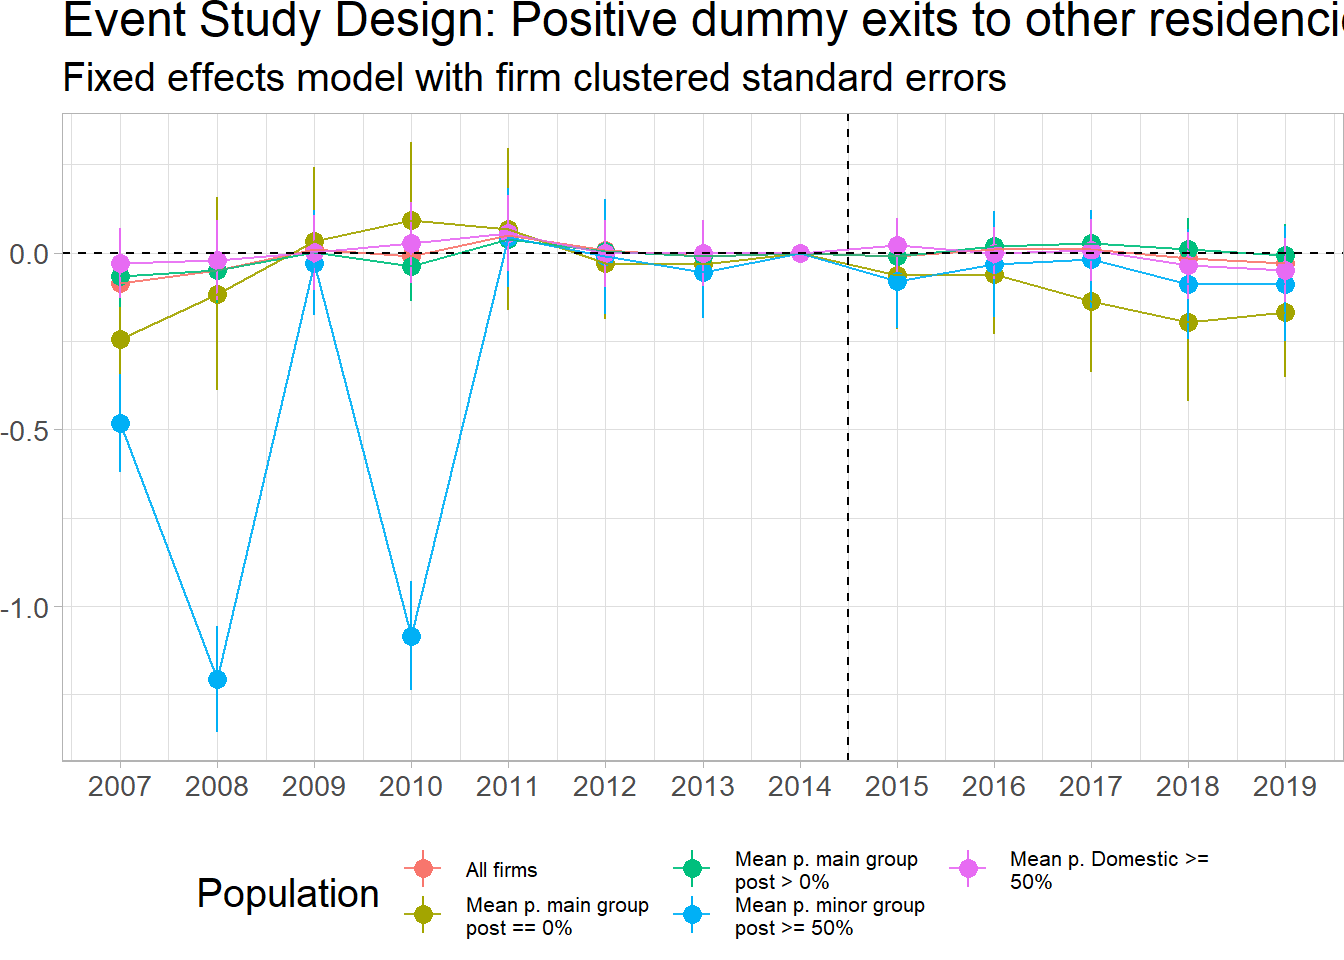 Event Study Design: Positive dummy exits to other residenci
Fixed effects model with firm clustered standard errors
0.0
-0.5
-1.0
2007 2008 2009 2010 2011 2012 2013 2014 2015 2016 2017 2018 2019
Population
All firms
Mean p. main group
post == 0%
Mean p. main group
post > 0%
Mean p. minor group
post >= 50%
Mean p. Domestic >=
50%